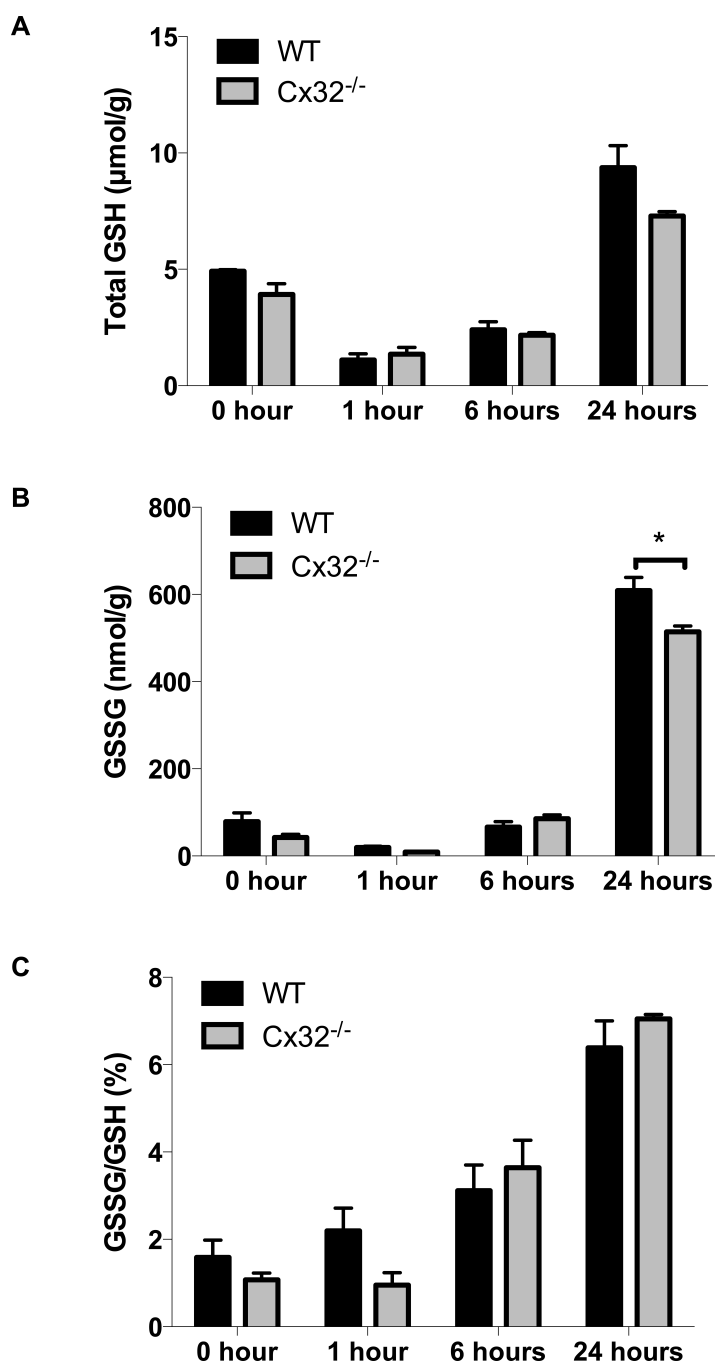 A
15
10
5
0
Total GSH (µmol/g)
WT
Cx32-/-
0 hour 1 hour 6 hours 24 hours
B
800
600
400
200
0
GSSG (nmol/g)
WT
Cx32-/-
*
0 hour 1 hour 6 hours 24 hours
C
8
6
4
2
0
GSSG/GSH (%)
WT
Cx32-/-
0 hour 1 hour 6 hours 24 hours